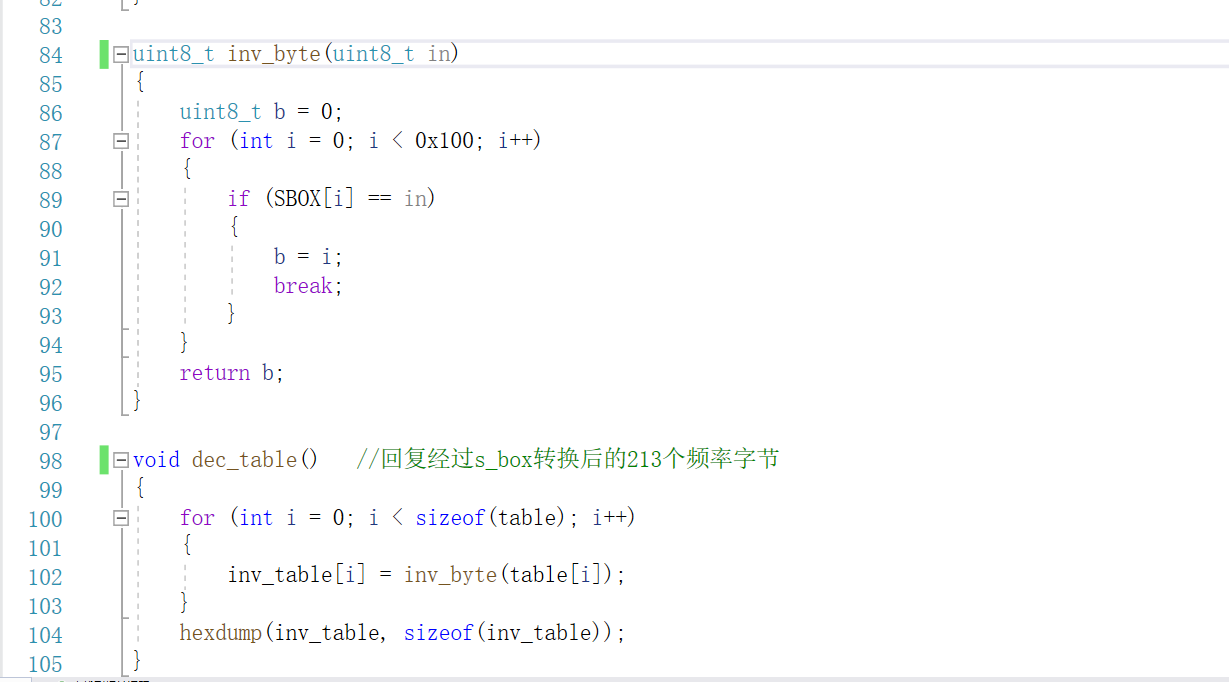 83
84 uint8_t inv_byte(uint8_t in)
85 {
86 uint8_t b = 0;
87 for (int i = 0; i < 0x100; i++)
88 {
89 if (SBOX[i] == in)
90 {
91 b = i;
92 break;
93 }
94 }
95 return b;
96 }
97
98 void dec_table() //回复经过s_box转换后的213个频率字节
99 {
100 for (int i = 0; i < sizeof(table); i++)
101 {
102 inv_table[i] = inv_byte(table[i]);
103 }
104 hexdump(inv_table, sizeof(inv_table));
105 }